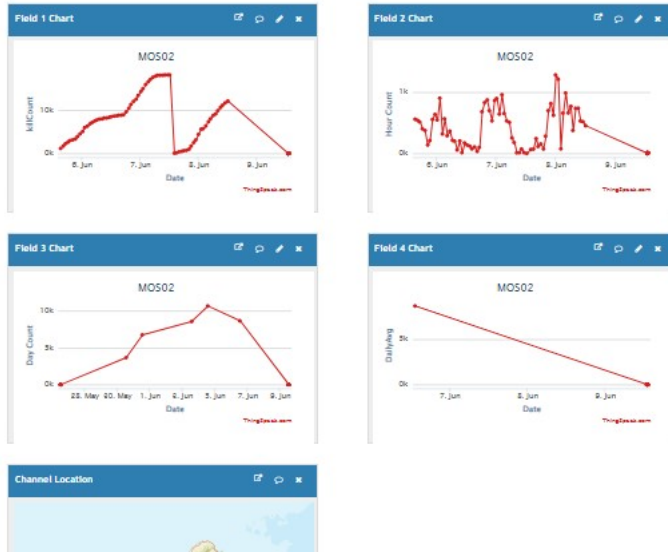 Field 1 Chart
MOS02
killCount
10k
0k
6. Jun
7. Jun
8. Jun
9. Jun
Date
ThingSpeak.com
Field 2 Chart
MOS02
Hour Count
1k
0k
6. Jun
7. Jun
8. Jun
9. Jun
Date
ThingSpeak.com
Field 3 Chart
MOS02
Day Count
10k
5k
0k
28. May
30. May
1. Jun
3. Jun
5. Jun
7. Jun
9. Jun
Date
ThingSpeak.com
Field 4 Chart
MOS02
DailyAvg
5k
0k
7. Jun
8. Jun
9. Jun
Date
ThingSpeak.com
Channel Location